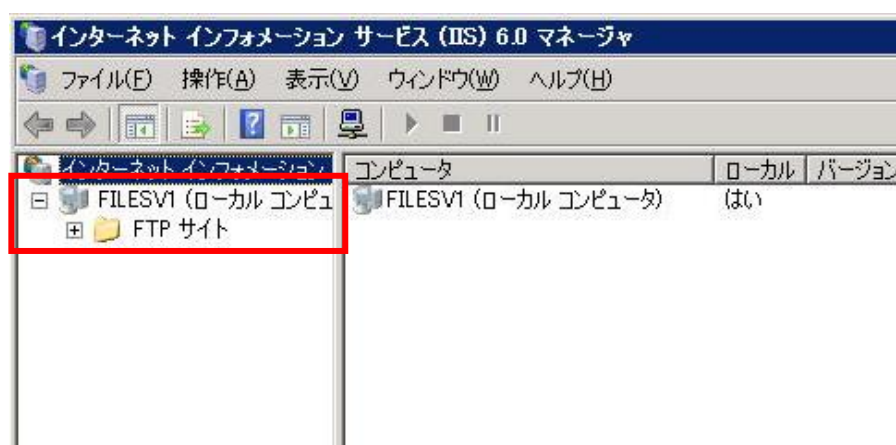 インターネット インフォメーション サービス (IIS) 6.0 マネージャ
ファイル(F) 操作(A) 表示(V) ウィンドウ(W) ヘルプ(H)
インターネット インフォメーション
コンピュータ ローカル バージョン
FILESV1 (ローカル コンピュ
FILESV1 (ローカル コンピュータ) はい
FTP サイト